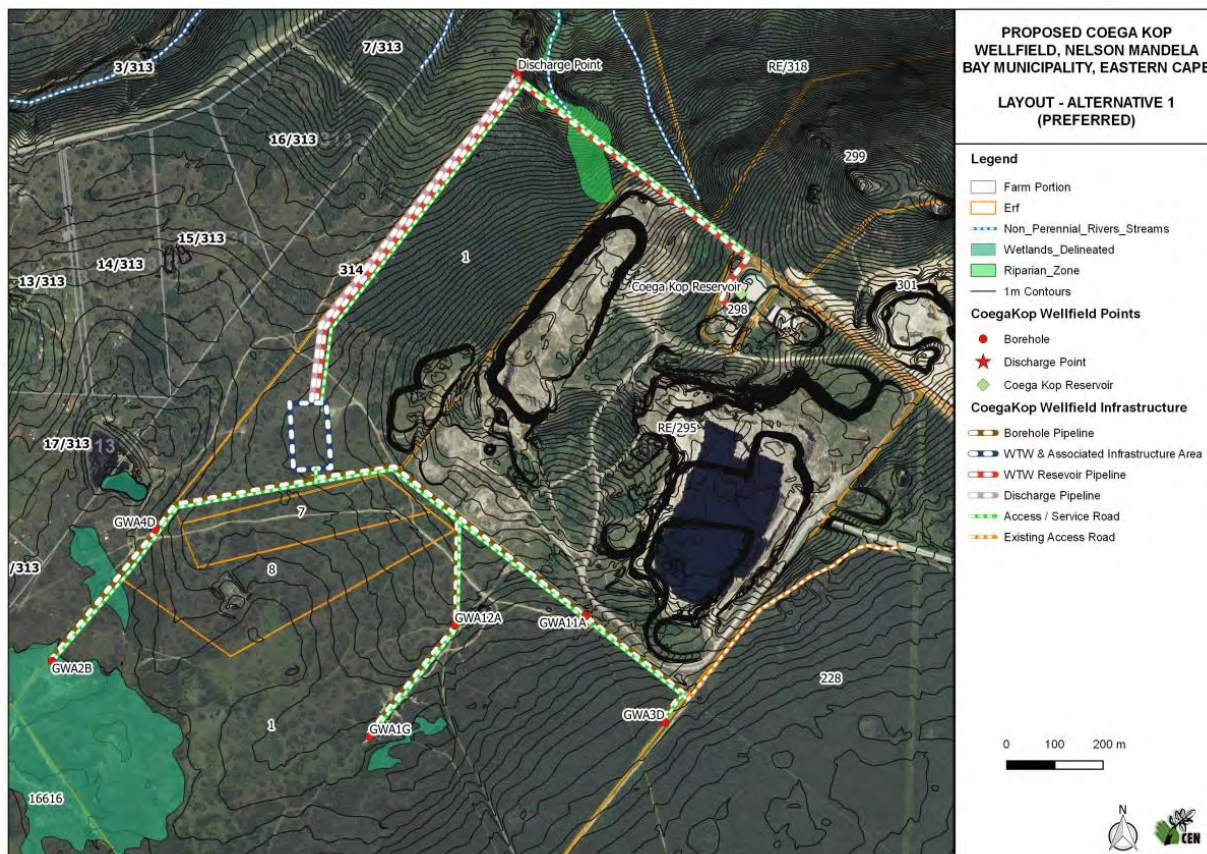 PROPOSED COEGA KOP
WELLFIELD, NELSON MANDELA
BAY MUNICIPALITY, EASTERN CAPE
LAYOUT - ALTERNATIVE 1
(PREFERRED)
Legend
Farm Portion
Erf
Non_Perennial_Rivers_Streams
Wetlands_Delineated
Riparian_Zone
1m Contours
CoegaKop Wellfield Points
Borehole
Discharge Point
Coega Kop Reservoir
CoegaKop Wellfield Infrastructure
Borehole Pipeline
WTW & Associated Infrastructure Area
WTW Resevoir Pipeline
Discharge Pipeline
Access / Service Road
Existing Access Road
0 100 200 m
N
CEN
3/313
7/313
Discharge Point
RE/318
16/313
299
15/313
14/313
13/313
314
1
Coega Kop Reservoir
298
301
17/313
RE/295
GWA4D
7
/313
8
GWA12A
GWA11A
GWA2B
228
GWA3D
GWA1G
1
16616